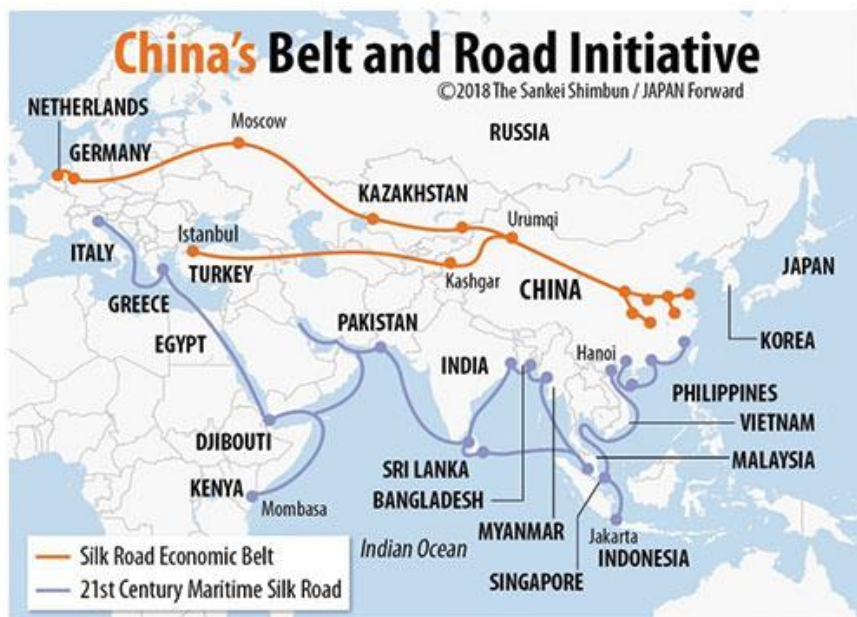 China's Belt and Road Initiative
©2018 The Sankei Shimbun / JAPAN Forward
NETHERLANDS
Moscow
RUSSIA
GERMANY
KAZAKHSTAN
Urumqi
Istanbul
ITALY
TURKEY
Kashgar
JAPAN
CHINA
GREECE
PAKISTAN
EGYPT
KOREA
INDIA
Hanoi
PHILIPPINES
VIETNAM
DJIBOUTI
MALAYSIA
SRI LANKA
KENYA
Mombasa
BANGLADESH
MYANMAR
Jakarta
Indian Ocean
INDONESIA
SINGAPORE
Silk Road Economic Belt
21st Century Maritime Silk Road